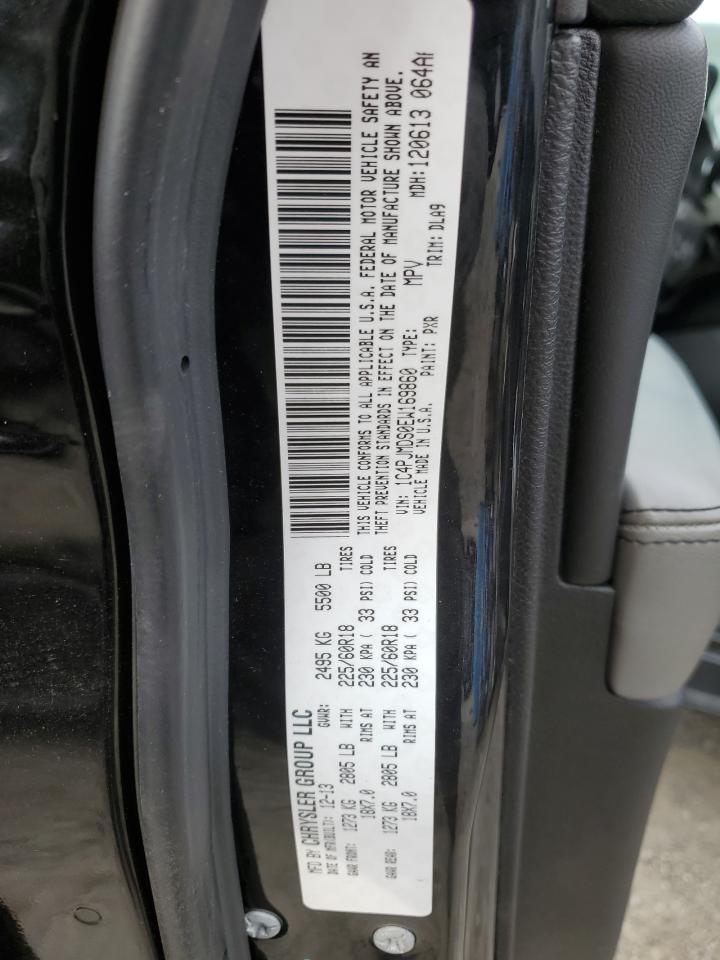 MFD BY CHRYSLER GROUP LLC
DATE OF MFR(BUILT): 12-13 GVWR: 2495 KG 5500 LB
GAWR FRONT: 1273 KG 2805 LB WITH 225/60R18 TIRES
18X7.0 RIMS AT 230 KPA ( 33 PSI) COLD
GAWR REAR: 1273 KG 2805 LB WITH 225/60R18 TIRES
18X7.0 RIMS AT 230 KPA ( 33 PSI) COLD
THIS VEHICLE CONFORMS TO ALL APPLICABLE U.S.A. FEDERAL MOTOR VEHICLE SAFETY AN
THEFT PREVENTION STANDARDS IN EFFECT ON THE DATE OF MANUFACTURE SHOWN ABOVE.
VIN: 1C4PJMDS0EW169860 TYPE: MPV MDH:120613 064A
VEHICLE MADE IN U.S.A. PAINT: PXR TRIM: DLA9